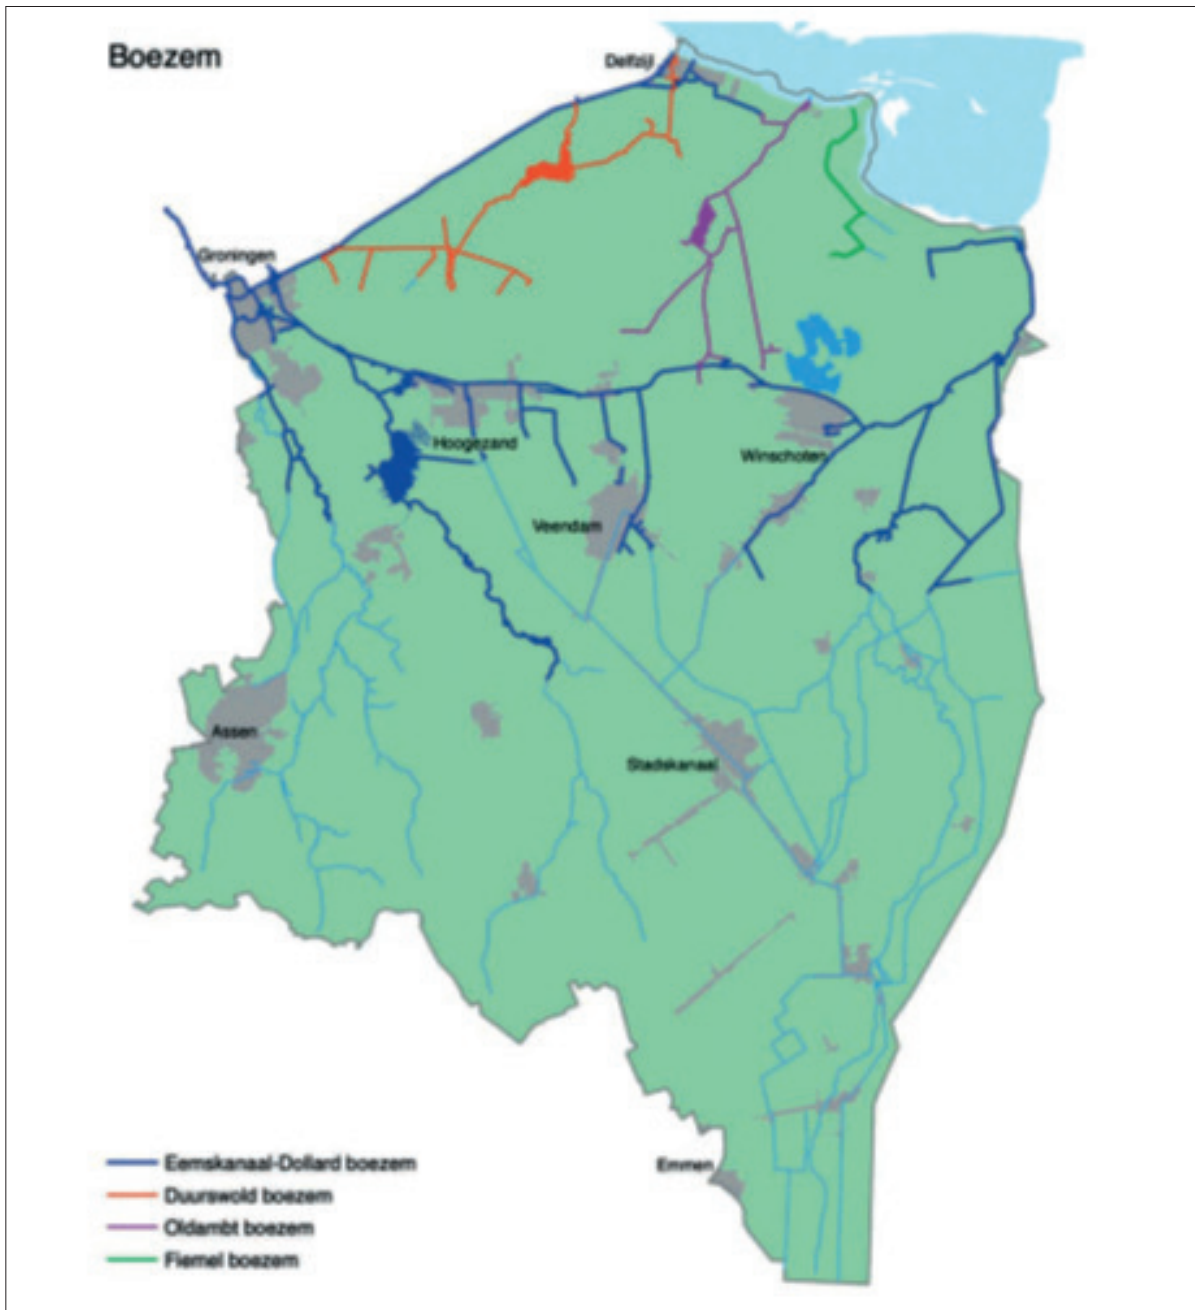 Boezem
Delfzijl
Groningen
Hoogezand
Winschoten
Veendam
Assen
Stadskanaal
Emmen
Eemskanaal-Dollard boezem
Duurswold boezem
Oldambt boezem
Fiemel boezem